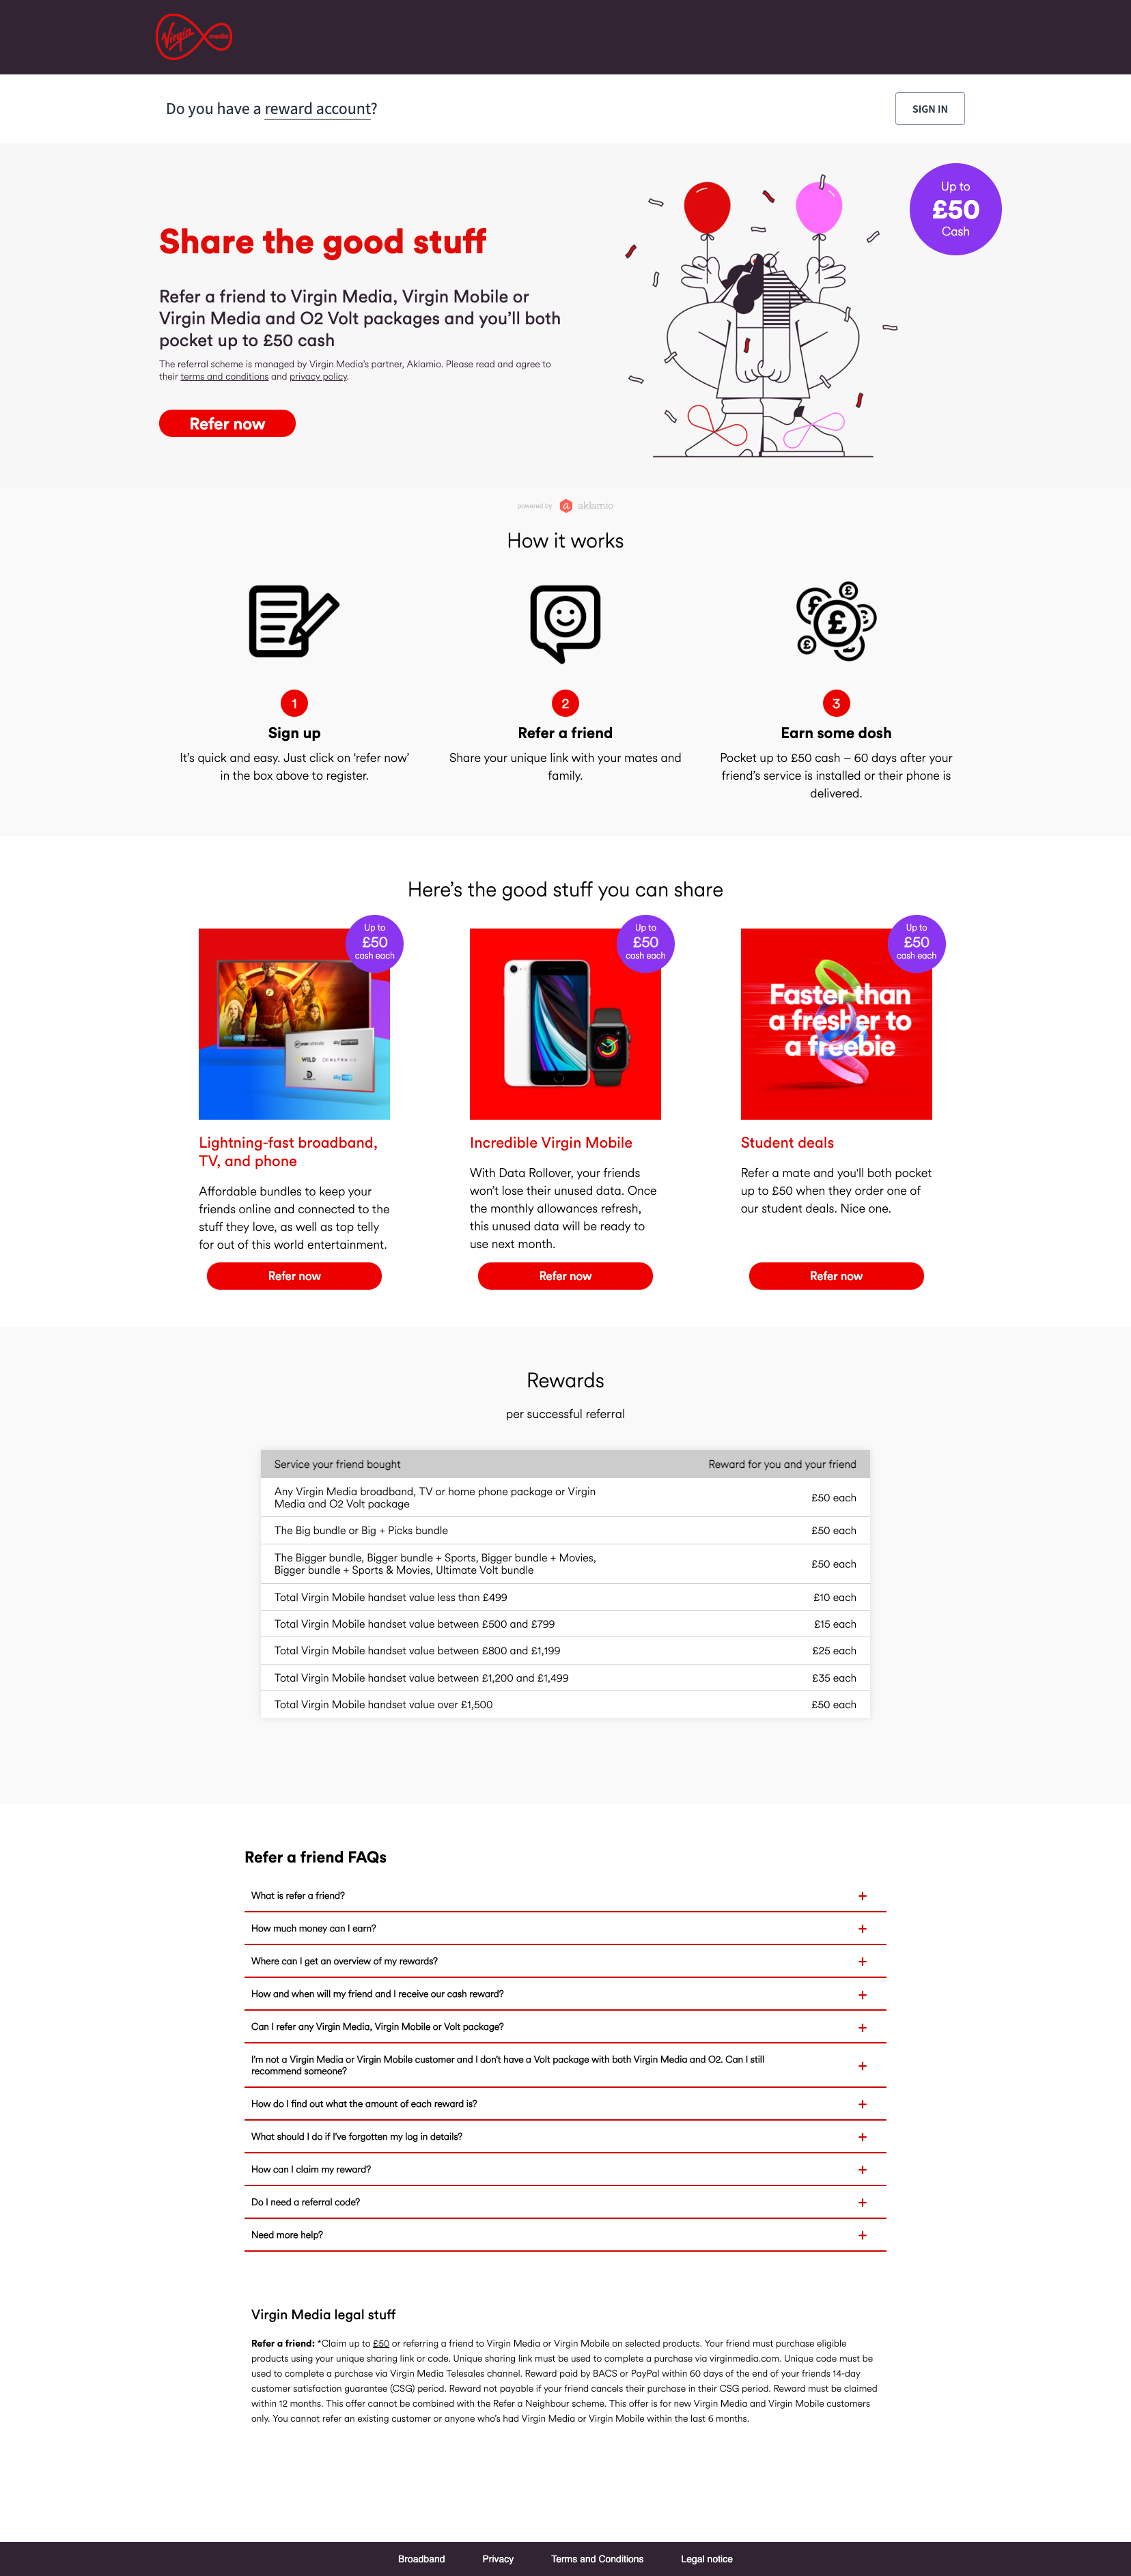 Virgin media
Do you have a reward account?
SIGN IN
Up to
£50
Cash
Share the good stuff
Refer a friend to Virgin Media, Virgin Mobile or
Virgin Media and O2 Volt packages and you’ll both
pocket up to £50 cash
The referral scheme is managed by Virgin Media’s partner, Aklamio. Please read and agree to
their terms and conditions and privacy policy.
Refer now
powered by aklamio
How it works
1
Sign up
It’s quick and easy. Just click on ‘refer now’
in the box above to register.
2
Refer a friend
Share your unique link with your mates and
family.
3
Earn some dosh
Pocket up to £50 cash – 60 days after your
friend’s service is installed or their phone is
delivered.
Here’s the good stuff you can share
Up to
£50
cash each
WILD
Lightning-fast broadband,
TV, and phone
Affordable bundles to keep your
friends online and connected to the
stuff they love, as well as top telly
for out of this world entertainment.
Refer now
Up to
£50
cash each
Incredible Virgin Mobile
With Data Rollover, your friends
won’t lose their unused data. Once
the monthly allowances refresh,
this unused data will be ready to
use next month.
Refer now
Up to
£50
cash each
Faster than
a fresher to
a freebie
Student deals
Refer a mate and you'll both pocket
up to £50 when they order one of
our student deals. Nice one.
Refer now
Rewards
per successful referral
Service your friend bought Reward for you and your friend
Any Virgin Media broadband, TV or home phone package or Virgin
Media and O2 Volt package £50 each
The Big bundle or Big + Picks bundle £50 each
The Bigger bundle, Bigger bundle + Sports, Bigger bundle + Movies,
Bigger bundle + Sports & Movies, Ultimate Volt bundle £50 each
Total Virgin Mobile handset value less than £499 £10 each
Total Virgin Mobile handset value between £500 and £799 £15 each
Total Virgin Mobile handset value between £800 and £1,199 £25 each
Total Virgin Mobile handset value between £1,200 and £1,499 £35 each
Total Virgin Mobile handset value over £1,500 £50 each
Refer a friend FAQs
What is refer a friend? +
How much money can I earn? +
Where can I get an overview of my rewards? +
How and when will my friend and I receive our cash reward? +
Can I refer any Virgin Media, Virgin Mobile or Volt package? +
I’m not a Virgin Media or Virgin Mobile customer and I don’t have a Volt package with both Virgin Media and O2. Can I still
recommend someone? +
How do I find out what the amount of each reward is? +
What should I do if I’ve forgotten my log in details? +
How can I claim my reward? +
Do I need a referral code? +
Need more help? +
Virgin Media legal stuff
Refer a friend: *Claim up to £50 or referring a friend to Virgin Media or Virgin Mobile on selected products. Your friend must purchase eligible
products using your unique sharing link or code. Unique sharing link must be used to complete a purchase via virginmedia.com. Unique code must be
used to complete a purchase via Virgin Media Telesales channel. Reward paid by BACS or PayPal within 60 days of the end of your friends 14-day
customer satisfaction guarantee (CSG) period. Reward not payable if your friend cancels their purchase in their CSG period. Reward must be claimed
within 12 months. This offer cannot be combined with the Refer a Neighbour scheme. This offer is for new Virgin Media and Virgin Mobile customers
only. You cannot refer an existing customer or anyone who’s had Virgin Media or Virgin Mobile within the last 6 months.
Broadband Privacy Terms and Conditions Legal notice